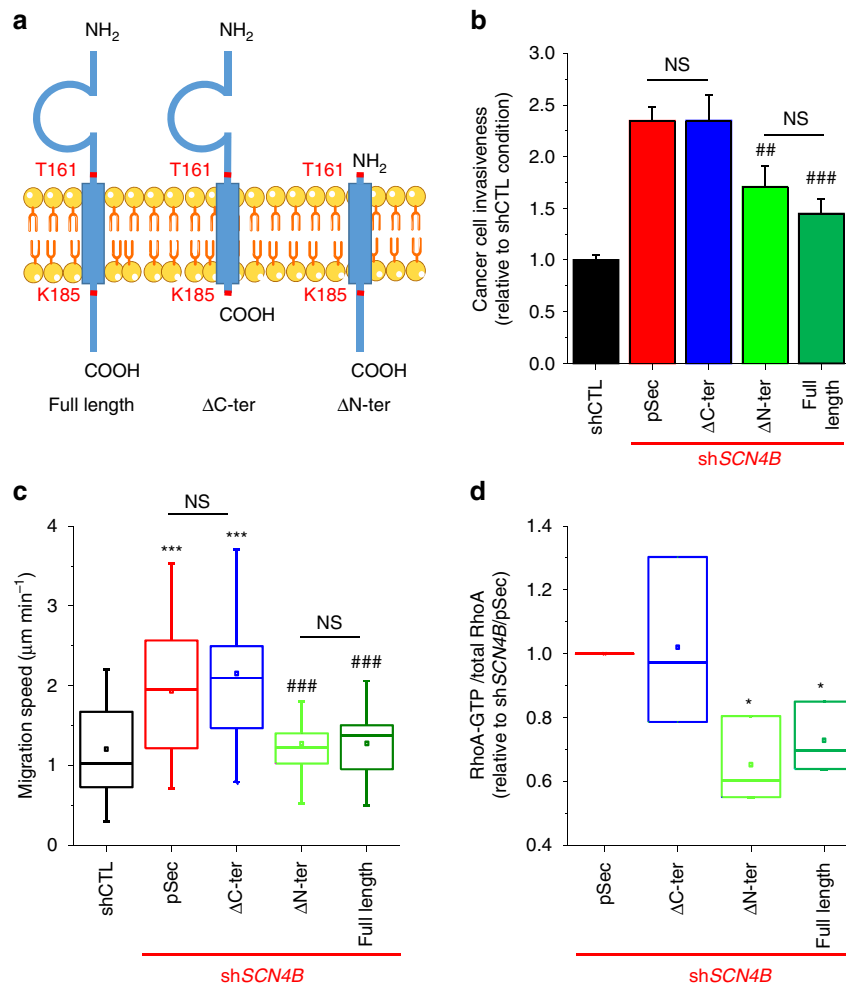 a
NH2 NH2
T161 T161 T161 NH2
K185 K185 K185
COOH
COOH COOH
Full length ΔC-ter ΔN-ter
b
Cancer cell invasiveness
(relative to shCTL condition)
3.0
2.5
2.0
1.5
1.0
0.5
0.0
NS
NS
##
###
shCTL
pSec
ΔC-ter
ΔN-ter
Full
length
shSCN4B
c
Migration speed (μm min−1)
4
3
2
1
0
NS
***
***
NS
###
###
shCTL
pSec
ΔC-ter
ΔN-ter
Full length
shSCN4B
d
RhoA-GTP /total RhoA
(relative to shSCN4B/pSec)
1.4
1.2
1.0
0.8
0.6
0.4
*
*
pSec
ΔC-ter
ΔN-ter
Full length
shSCN4B